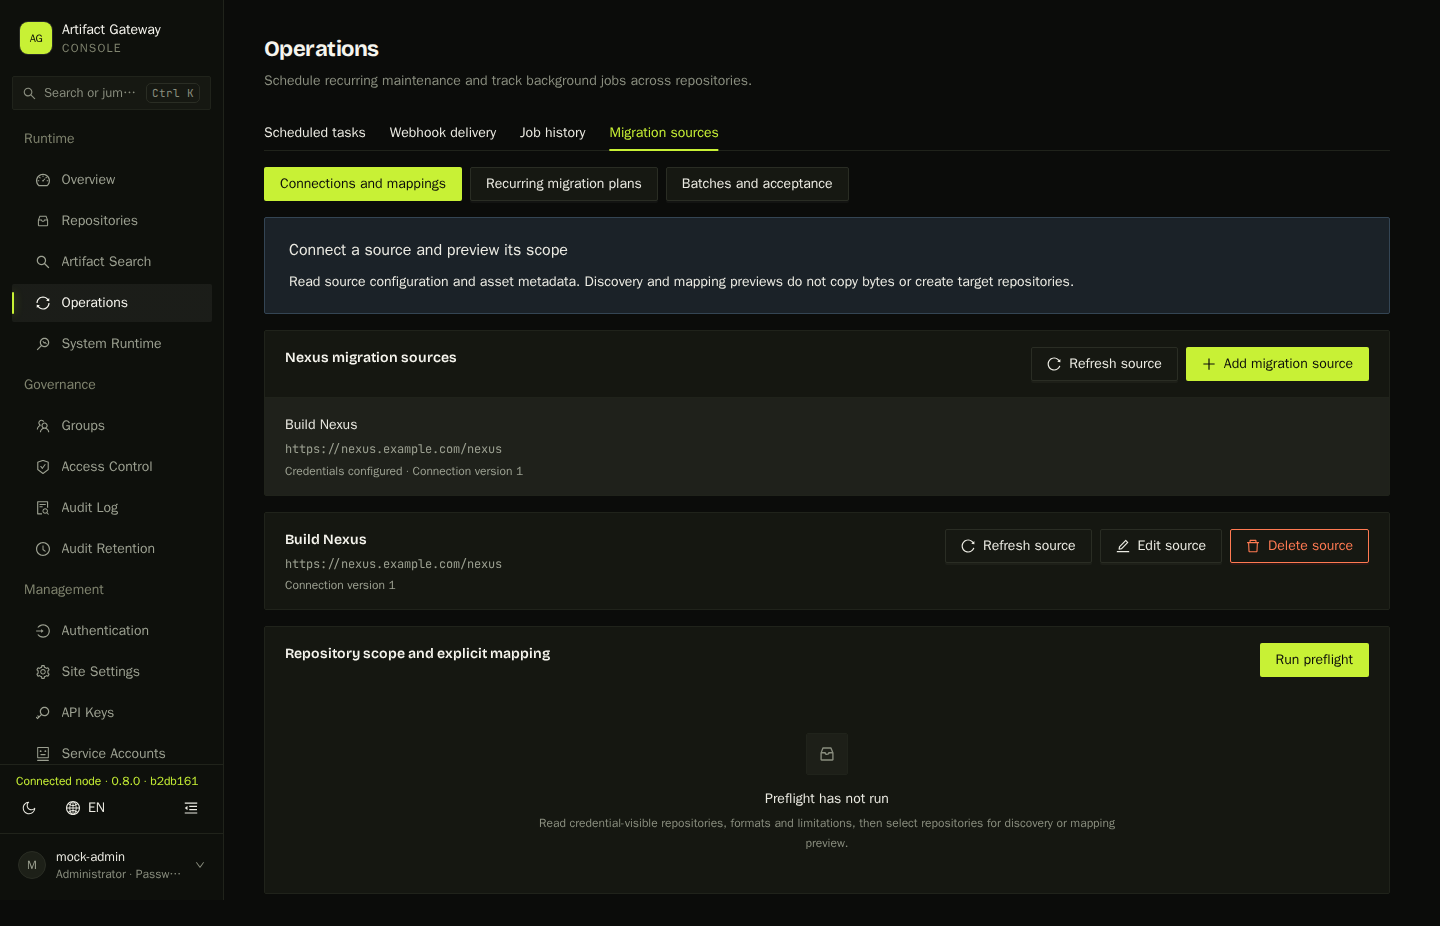 AG
Artifact Gateway
CONSOLE
Search or jum···
Ctrl K
Runtime
Overview
Repositories
Artifact Search
Operations
System Runtime
Governance
Groups
Access Control
Audit Log
Audit Retention
Management
Authentication
Site Settings
API Keys
Service Accounts
Connected node · 0.8.0 · b2db161
EN
M
mock-admin
Administrator · Passw···
Operations
Schedule recurring maintenance and track background jobs across repositories.
Scheduled tasks
Webhook delivery
Job history
Migration sources
Connections and mappings
Recurring migration plans
Batches and acceptance
Connect a source and preview its scope
Read source configuration and asset metadata. Discovery and mapping previews do not copy bytes or create target repositories.
Nexus migration sources
Refresh source
Add migration source
Build Nexus
https://nexus.example.com/nexus
Credentials configured · Connection version 1
Build Nexus
https://nexus.example.com/nexus
Connection version 1
Refresh source
Edit source
Delete source
Repository scope and explicit mapping
Run preflight
Preflight has not run
Read credential-visible repositories, formats and limitations, then select repositories for discovery or mapping
preview.